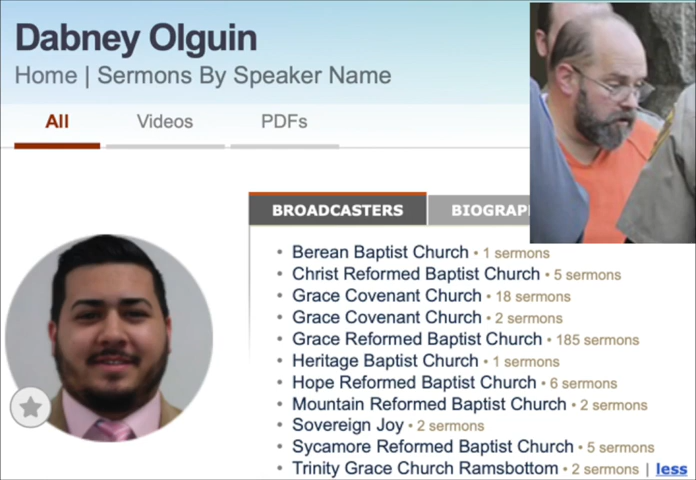 Dabney Olguin
Home | Sermons By Speaker Name
All Videos PDFs
BROADCASTERS
• Berean Baptist Church • 1 sermons
• Christ Reformed Baptist Church • 5 sermons
• Grace Covenant Church • 18 sermons
• Grace Covenant Church • 2 sermons
• Grace Reformed Baptist Church • 185 sermons
• Heritage Baptist Church • 1 sermons
• Hope Reformed Baptist Church • 6 sermons
• Mountain Reformed Baptist Church • 2 sermons
• Sovereign Joy • 2 sermons
• Sycamore Reformed Baptist Church • 5 sermons
• Trinity Grace Church Ramsbottom • 2 sermons | less